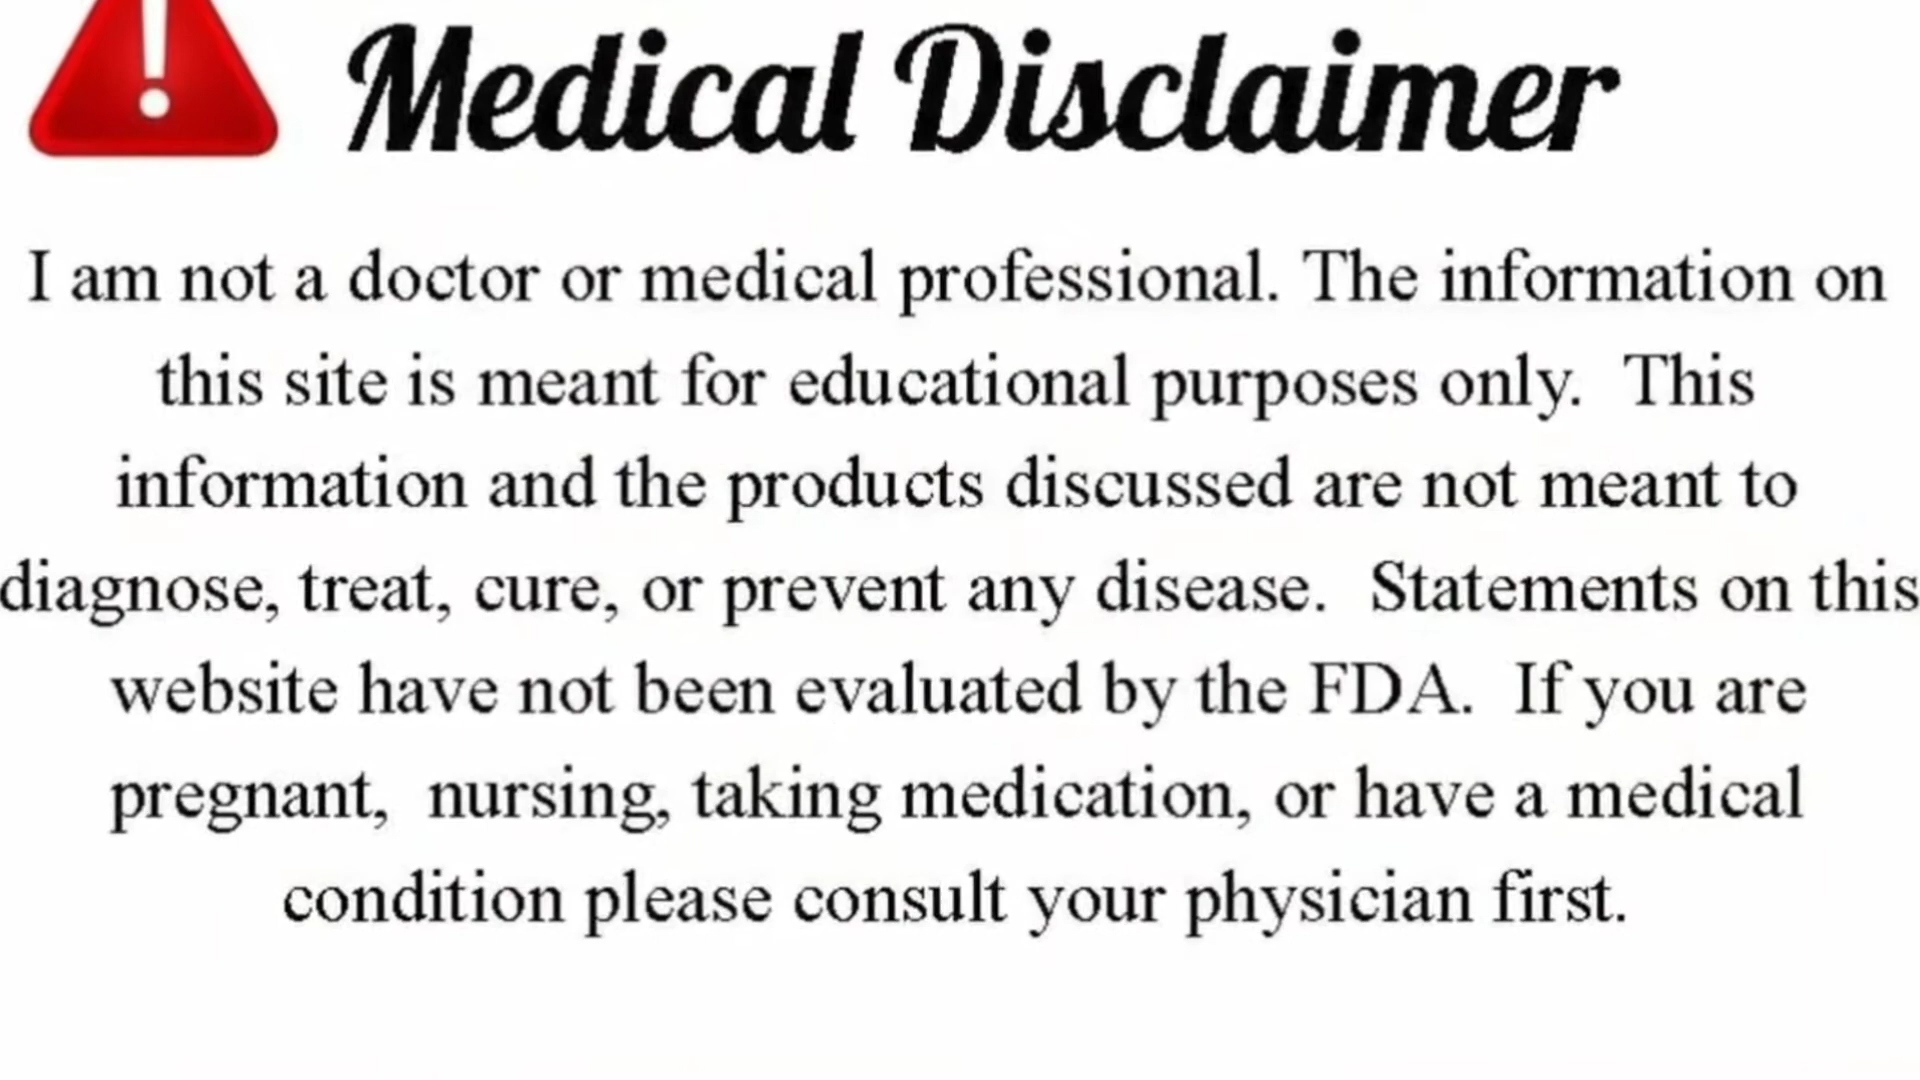 Medical Disclaimer
I am not a doctor or medical professional. The information on
this site is meant for educational purposes only. This
information and the products discussed are not meant to
diagnose, treat, cure, or prevent any disease. Statements on this
website have not been evaluated by the FDA. If you are
pregnant, nursing, taking medication, or have a medical
condition please consult your physician first.